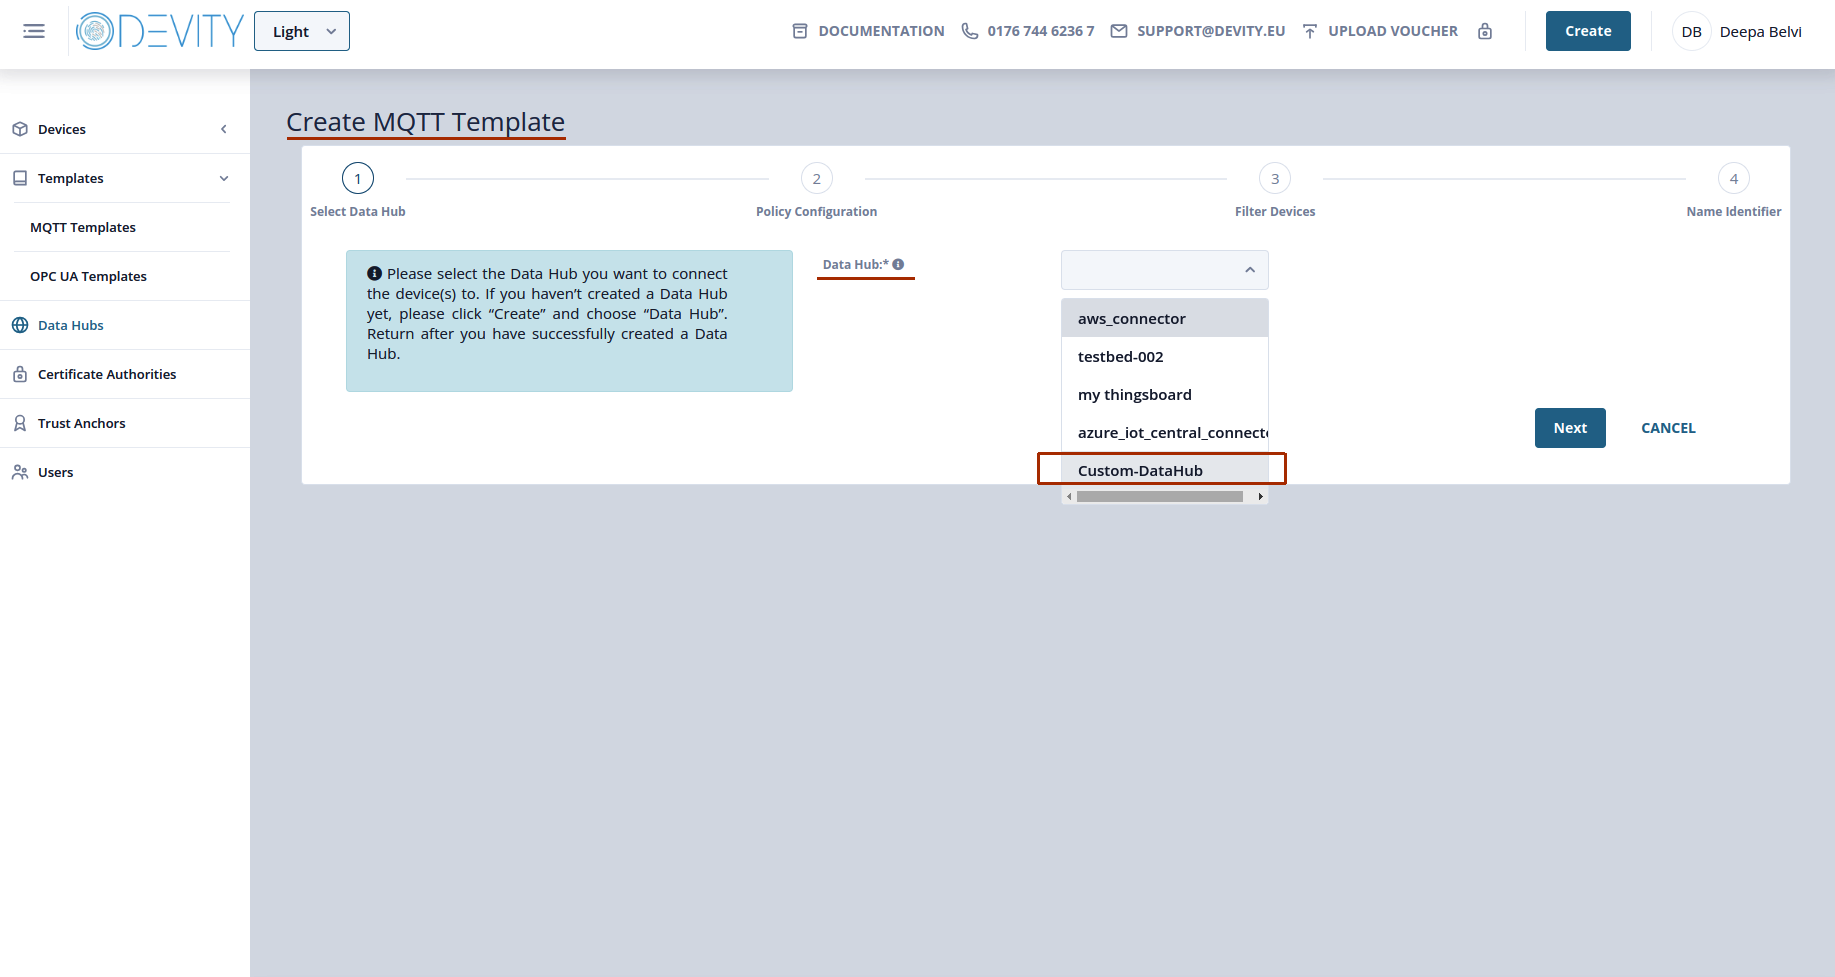 DEVITY
Light
DOCUMENTATION
0176 744 6236 7
SUPPORT@DEVITY.EU
UPLOAD VOUCHER
Create
DB
Deepa Belvi
Devices
Templates
MQTT Templates
OPC UA Templates
Data Hubs
Certificate Authorities
Trust Anchors
Users
Create MQTT Template
1
2
3
4
Select Data Hub
Policy Configuration
Filter Devices
Name Identifier
Please select the Data Hub you want to connect
the device(s) to. If you haven’t created a Data Hub
yet, please click “Create” and choose “Data Hub”.
Return after you have successfully created a Data
Hub.
Data Hub:*
aws_connector
testbed-002
my thingsboard
azure_iot_central_connecto
Custom-DataHub
Next
CANCEL